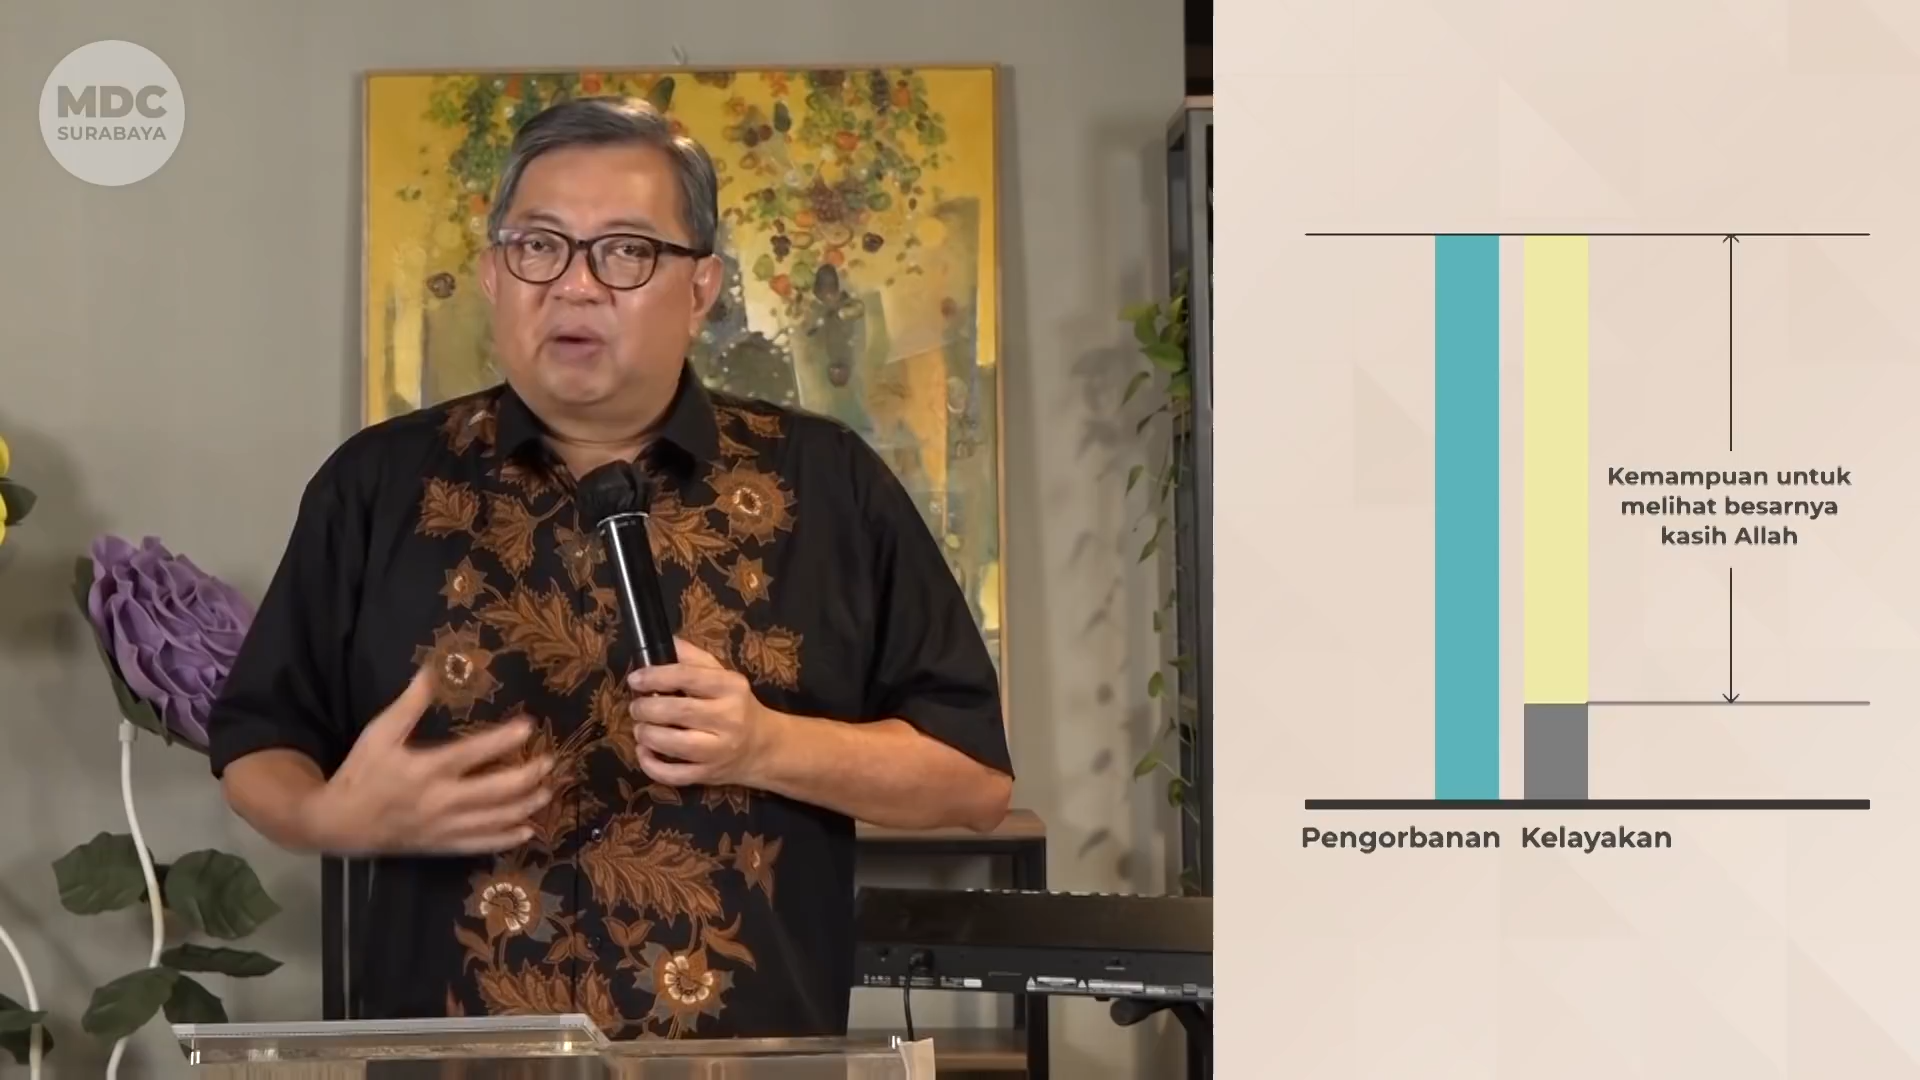 MDC
SURABAYA
Kemampuan untuk
melihat besarnya
kasih Allah
Pengorbanan Kelayakan